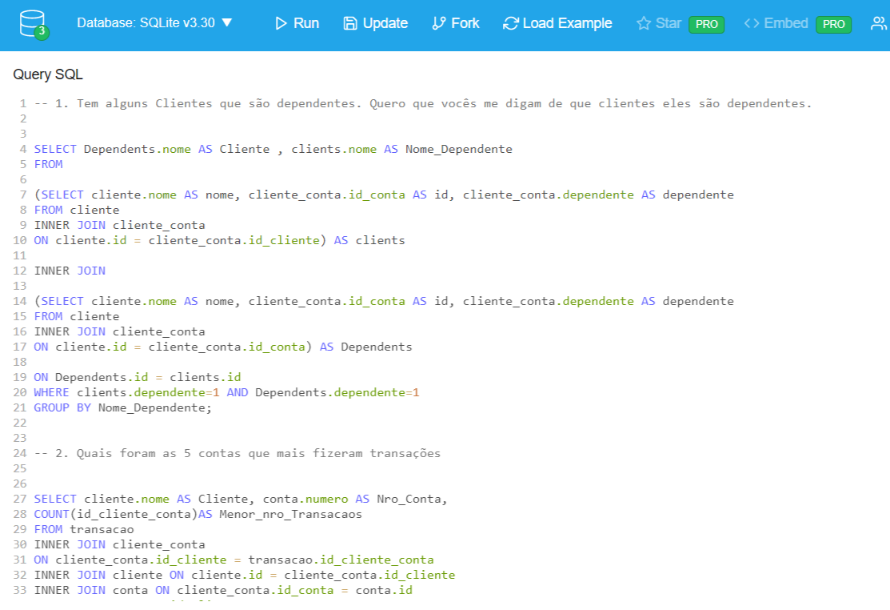 3
Database: SQLite v3.30 ▼ Run Update Fork Load Example Star PRO <> Embed PRO
Query SQL
1 -- 1. Tem alguns Clientes que são dependentes. Quero que vocês me digam de que clientes eles são dependentes.
2
3
4 SELECT Dependents.nome AS Cliente , clients.nome AS Nome_Dependente
5 FROM
6
7 (SELECT cliente.nome AS nome, cliente_conta.id_conta AS id, cliente_conta.dependente AS dependente
8 FROM cliente
9 INNER JOIN cliente_conta
10 ON cliente.id = cliente_conta.id_cliente) AS clients
11
12 INNER JOIN
13
14 (SELECT cliente.nome AS nome, cliente_conta.id_conta AS id, cliente_conta.dependente AS dependente
15 FROM cliente
16 INNER JOIN cliente_conta
17 ON cliente.id = cliente_conta.id_conta) AS Dependents
18
19 ON Dependents.id = clients.id
20 WHERE clients.dependente=1 AND Dependents.dependente=1
21 GROUP BY Nome_Dependente;
22
23
24 -- 2. Quais foram as 5 contas que mais fizeram transações
25
26
27 SELECT cliente.nome AS Cliente, conta.numero AS Nro_Conta,
28 COUNT(id_cliente_conta)AS Menor_nro_Transacaos
29 FROM transacao
30 INNER JOIN cliente_conta
31 ON cliente_conta.id_cliente = transacao.id_cliente_conta
32 INNER JOIN cliente ON cliente.id = cliente_conta.id_cliente
33 INNER JOIN conta ON cliente_conta.id_conta = conta.id